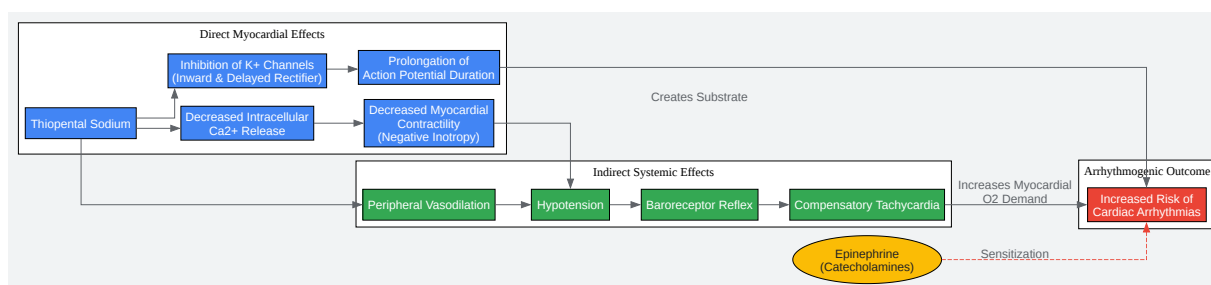 Direct Myocardial Effects
Inhibition of K+ Channels
(Inward & Delayed Rectifier)
Prolongation of
Action Potential Duration
Creates Substrate
Thiopental Sodium
Decreased Intracellular
Ca2+ Release
Decreased Myocardial
Contractility
(Negative Inotropy)
Indirect Systemic Effects
Peripheral Vasodilation
Hypotension
Baroreceptor Reflex
Compensatory Tachycardia
Increases Myocardial
O2 Demand
Arrhythmogenic Outcome
Increased Risk of
Cardiac Arrhythmias
Epinephrine
(Catecholamines)
Sensitization